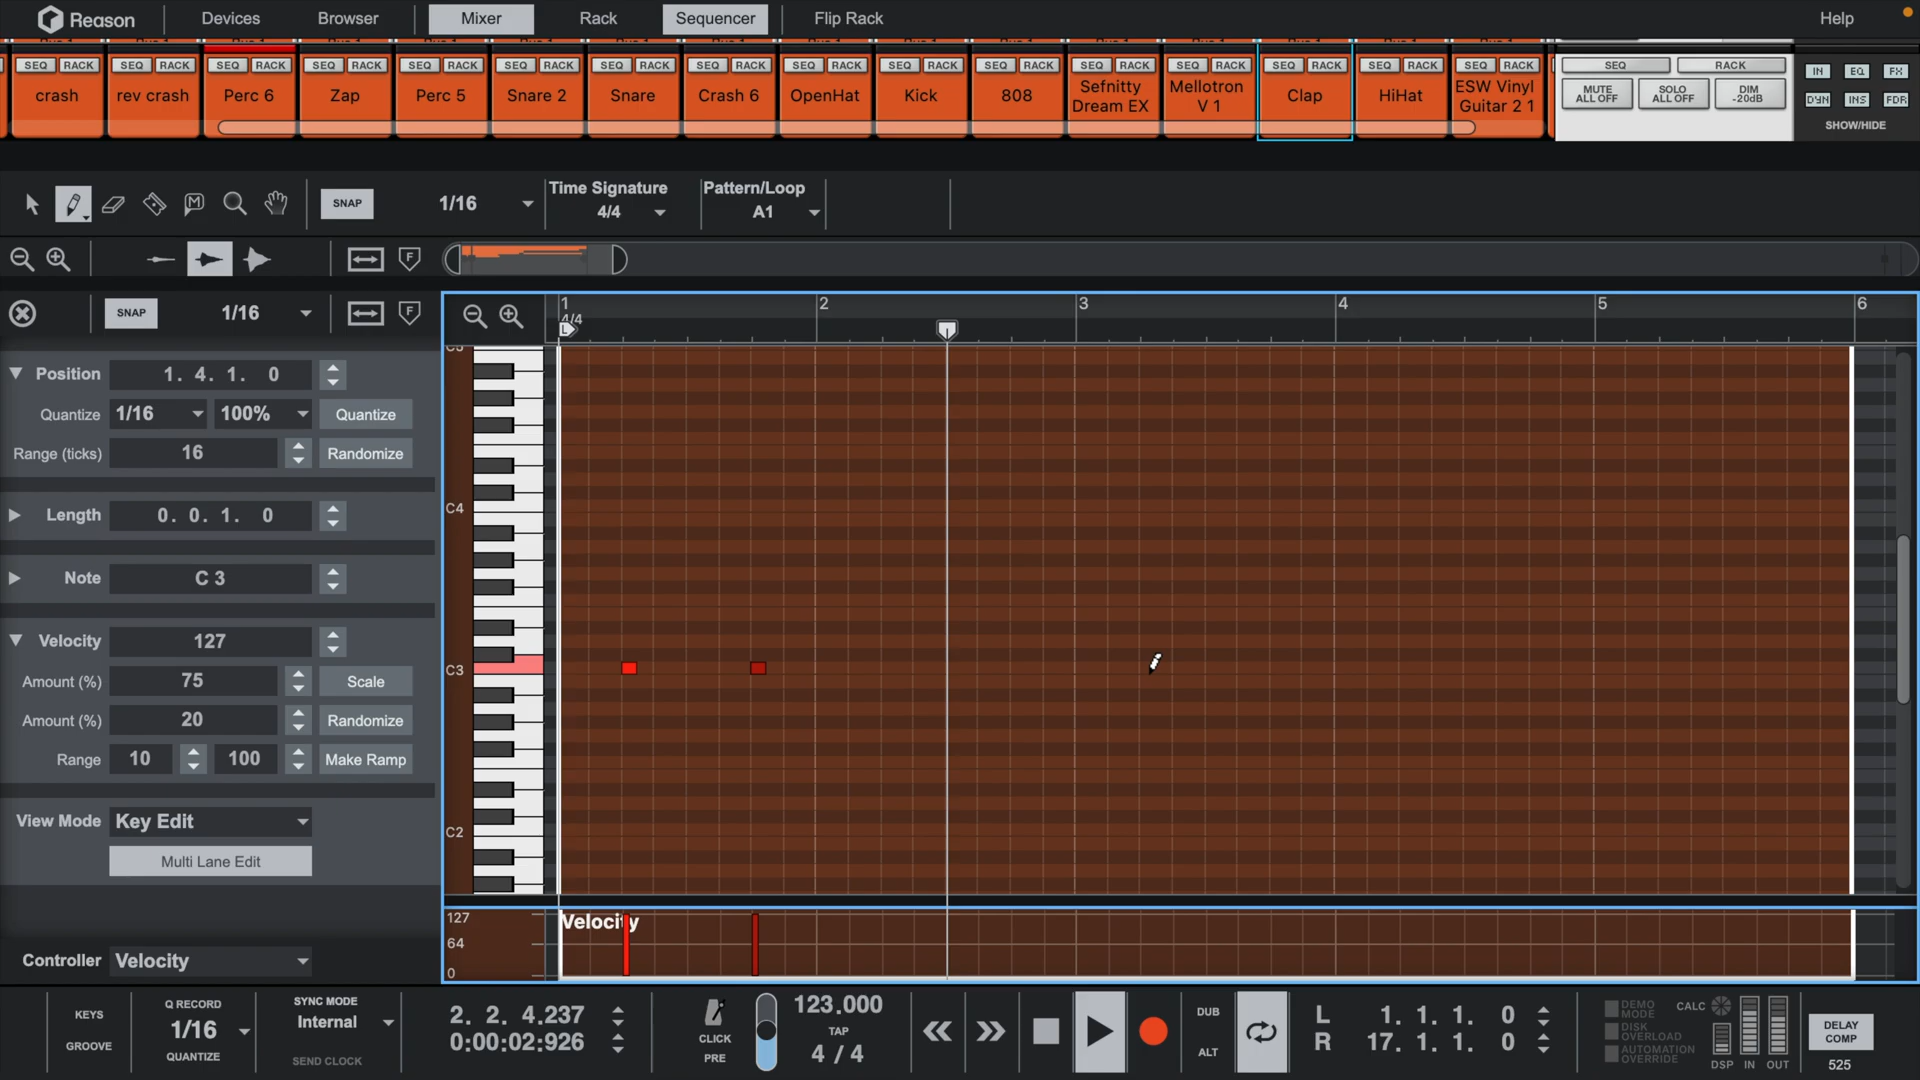 Reason Devices Browser Mixer Rack Sequencer Flip Rack Help
SEQ RACK SEQ RACK SEQ RACK SEQ RACK SEQ RACK SEQ RACK SEQ RACK SEQ RACK SEQ RACK SEQ RACK SEQ RACK SEQ RACK SEQ RACK SEQ RACK SEQ RACK SEQ RACK SEQ RACK IN EQ FX
crash rev crash Perc 6 Zap Perc 5 Snare 2 Snare Crash 6 OpenHat Kick 808 Sefnitty Dream EX Mellotron V 1 Clap HiHat ESW Vinyl Guitar 2 1
MUTE ALL OFF SOLO ALL OFF DIM -20dB DYN INS FDR
SHOW/HIDE
M SNAP 1/16 Time Signature 4/4 Pattern/Loop A1
F
SNAP 1/16 F
1 2 3 4 5 6
4/4
L
Position 1. 4. 1. 0
Quantize 1/16 100% Quantize
Range (ticks) 16 Randomize
Length 0. 0. 1. 0
Note C 3
Velocity 127
Amount (%) 75 Scale
Amount (%) 20 Randomize
Range 10 100 Make Ramp
View Mode Key Edit
Multi Lane Edit
Controller Velocity
C4
C3
C2
127
64
0
Velocity
KEYS
GROOVE
Q RECORD
1/16
QUANTIZE
SYNC MODE
Internal
SEND CLOCK
2. 2. 4.237
0:00:02:926
CLICK
PRE
123.000
TAP
4 / 4
DUB
ALT
L 1. 1. 1. 0
R 17. 1. 1. 0
DEMO MODE
DISK OVERLOAD
AUTOMATION OVERRIDE
CALC
DSP IN OUT
DELAY COMP
525